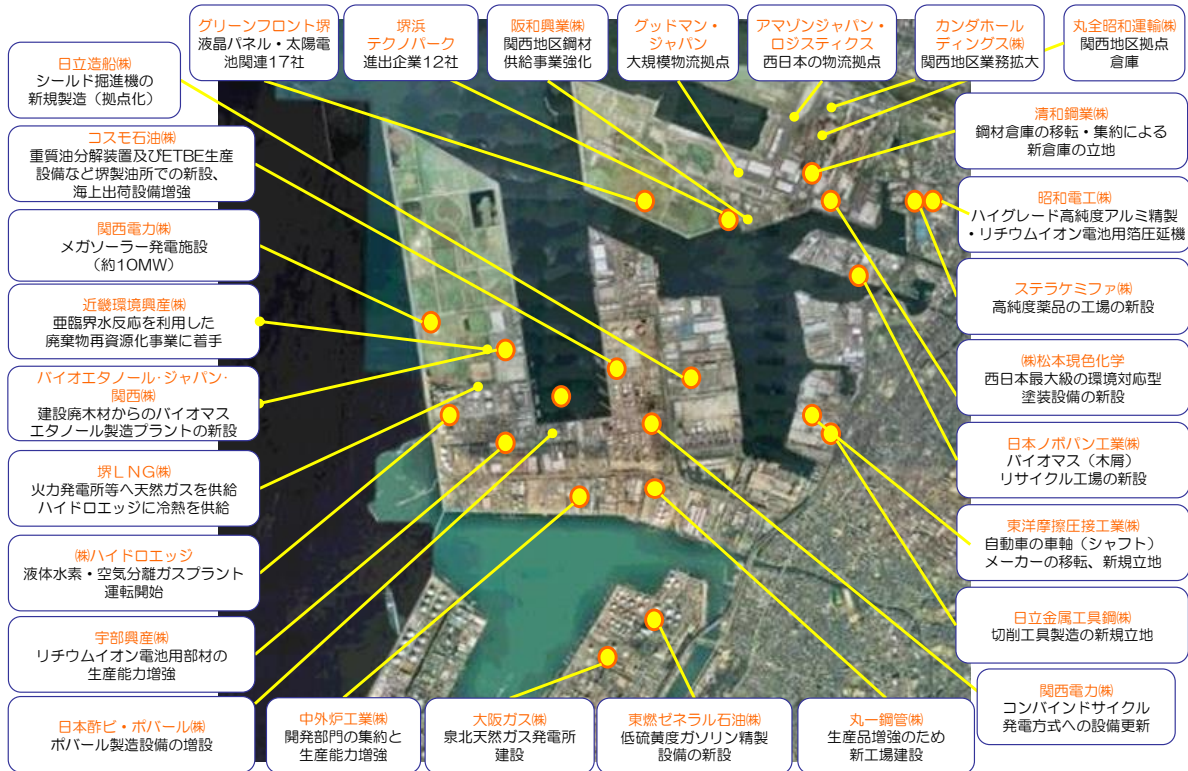 グリーンフロント堺
液晶パネル・太陽電
池関連17社
堺浜
テクノパーク
進出企業12社
阪和興業㈱
関西地区鋼材
供給事業強化
グッドマン・
ジャパン
大規模物流拠点
アマゾンジャパン・
ロジスティクス
西日本の物流拠点
カンダホール
ディングス㈱
関西地区業務拡大
丸全昭和運輸㈱
関西地区拠点
倉庫
日立造船㈱
シールド掘進機の
新規製造（拠点化）
コスモ石油㈱
重質油分解装置及びETBE生産
設備など堺製油所での新設、
海上出荷設備増強
関西電力㈱
メガソーラー発電施設
（約10MW）
近畿環境興産㈱
亜臨界水反応を利用した
廃棄物再資源化事業に着手
バイオエタノール・ジャパン・
関西㈱
建設廃木材からのバイオマス
エタノール製造プラントの新設
堺LNG㈱
火力発電所等へ天然ガスを供給
ハイドロエッジに冷熱を供給
㈱ハイドロエッジ
液体水素・空気分離ガスプラント
運転開始
宇部興産㈱
リチウムイオン電池用部材の
生産能力増強
日本酢ビ・ポバール㈱
ポバール製造設備の増設
中外炉工業㈱
開発部門の集約と
生産能力増強
大阪ガス㈱
泉北天然ガス発電所
建設
東燃ゼネラル石油㈱
低硫黄度ガソリン精製
設備の新設
丸一鋼管㈱
生産品増強のため
新工場建設
清和鋼業㈱
鋼材倉庫の移転・集約による
新倉庫の立地
昭和電工㈱
ハイグレード高純度アルミ精製
・リチウムイオン電池用箔圧延機
ステラケミファ㈱
高純度薬品の工場の新設
㈱松本現色化学
西日本最大級の環境対応型
塗装設備の新設
日本ノボパン工業㈱
バイオマス（木屑）
リサイクル工場の新設
東洋摩擦圧接工業㈱
自動車の車軸（シャフト）
メーカーの移転、新規立地
日立金属工具鋼㈱
切削工具製造の新規立地
関西電力㈱
コンバインドサイクル
発電方式への設備更新